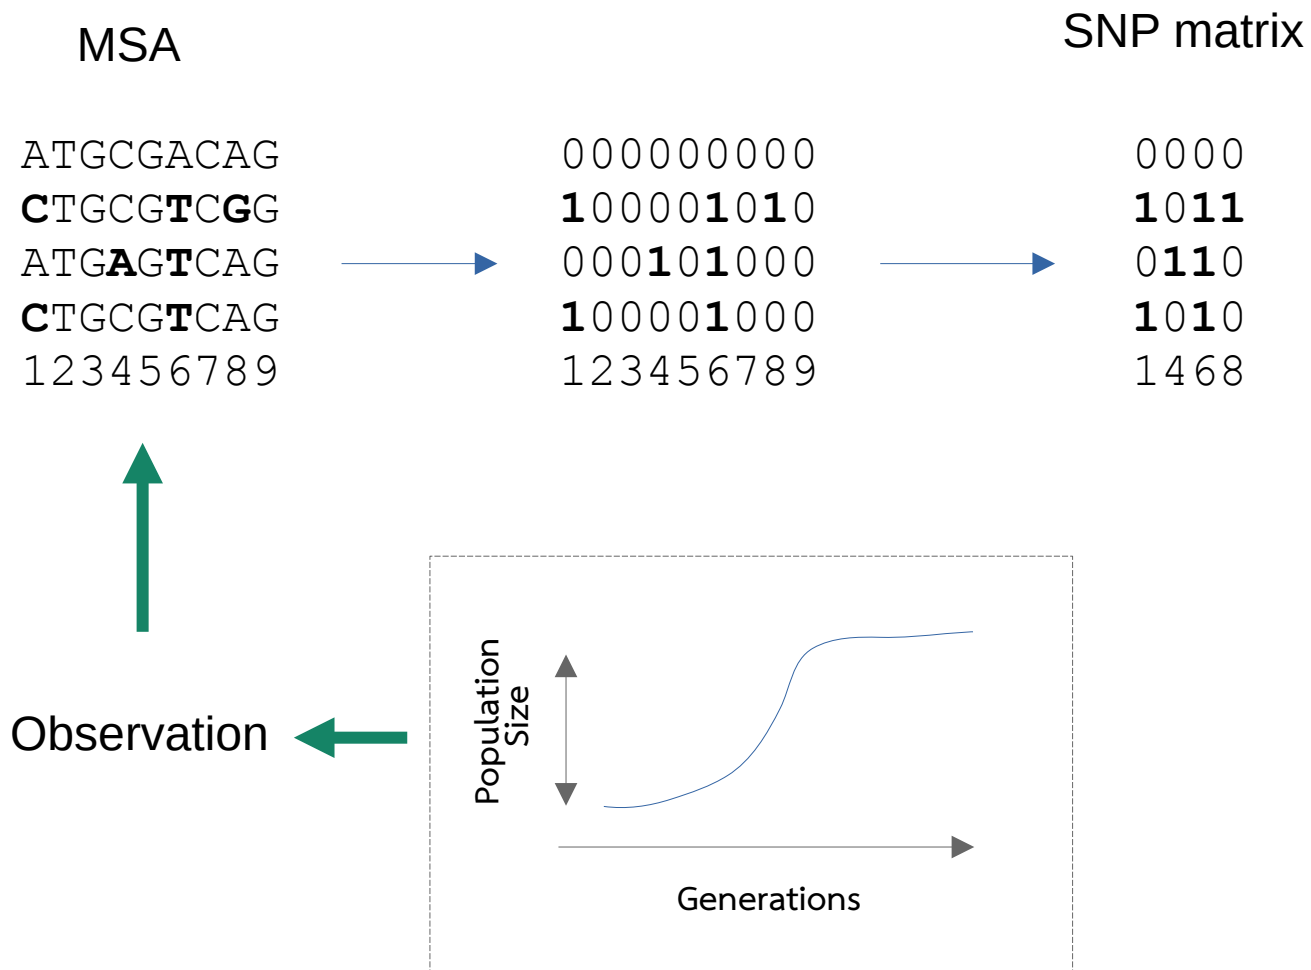 MSA
SNP matrix
ATGCGACAG
CTGCGTCGG
ATGAGTCAG
CTGCGTCAG
123456789
000000000
100001010
000101000
100001000
123456789
0000
1011
0110
1010
1468
Observation
Population
Size
Generations